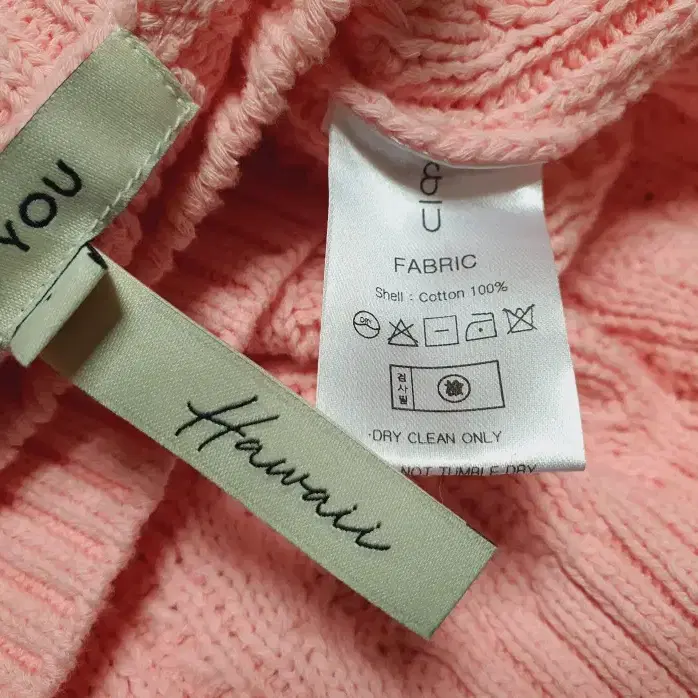 YOU
Hawaii
FABRIC
Shell : Cotton 100%
검사필
·DRY CLEAN ONLY
NOT TUMBLE DRY